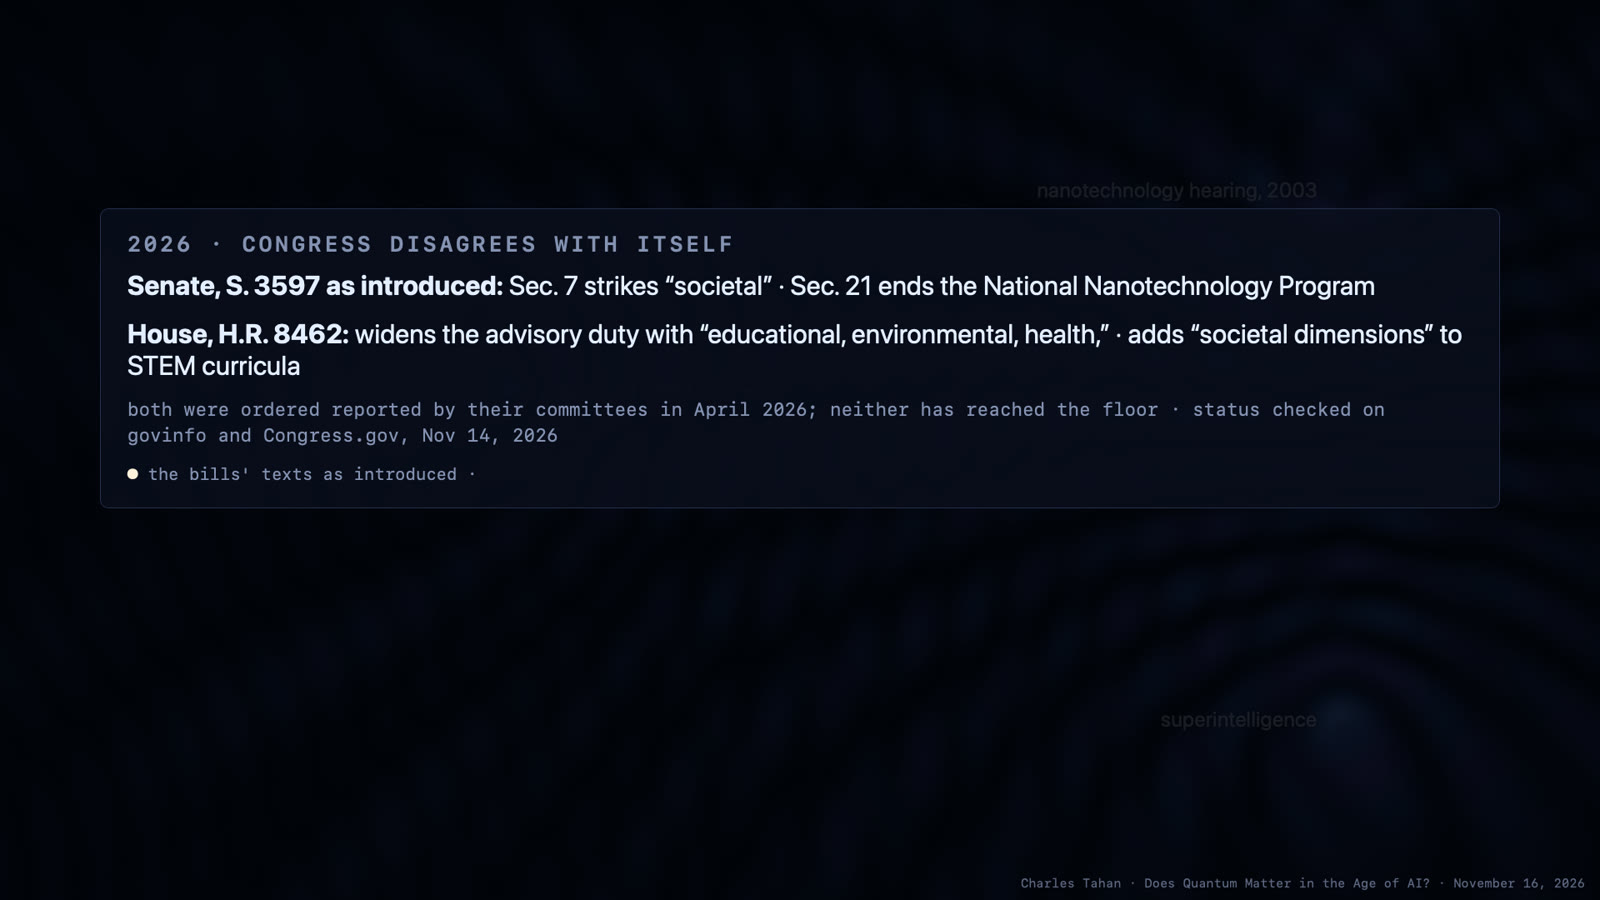 nanotechnology hearing, 2003
2026 · CONGRESS DISAGREES WITH ITSELF
Senate, S. 3597 as introduced: Sec. 7 strikes “societal” · Sec. 21 ends the National Nanotechnology Program
House, H.R. 8462: widens the advisory duty with “educational, environmental, health,” · adds “societal dimensions” to
STEM curricula
both were ordered reported by their committees in April 2026; neither has reached the floor · status checked on
govinfo and Congress.gov, Nov 14, 2026
the bills' texts as introduced ·
superintelligence
Charles Tahan · Does Quantum Matter in the Age of AI? · November 16, 2026